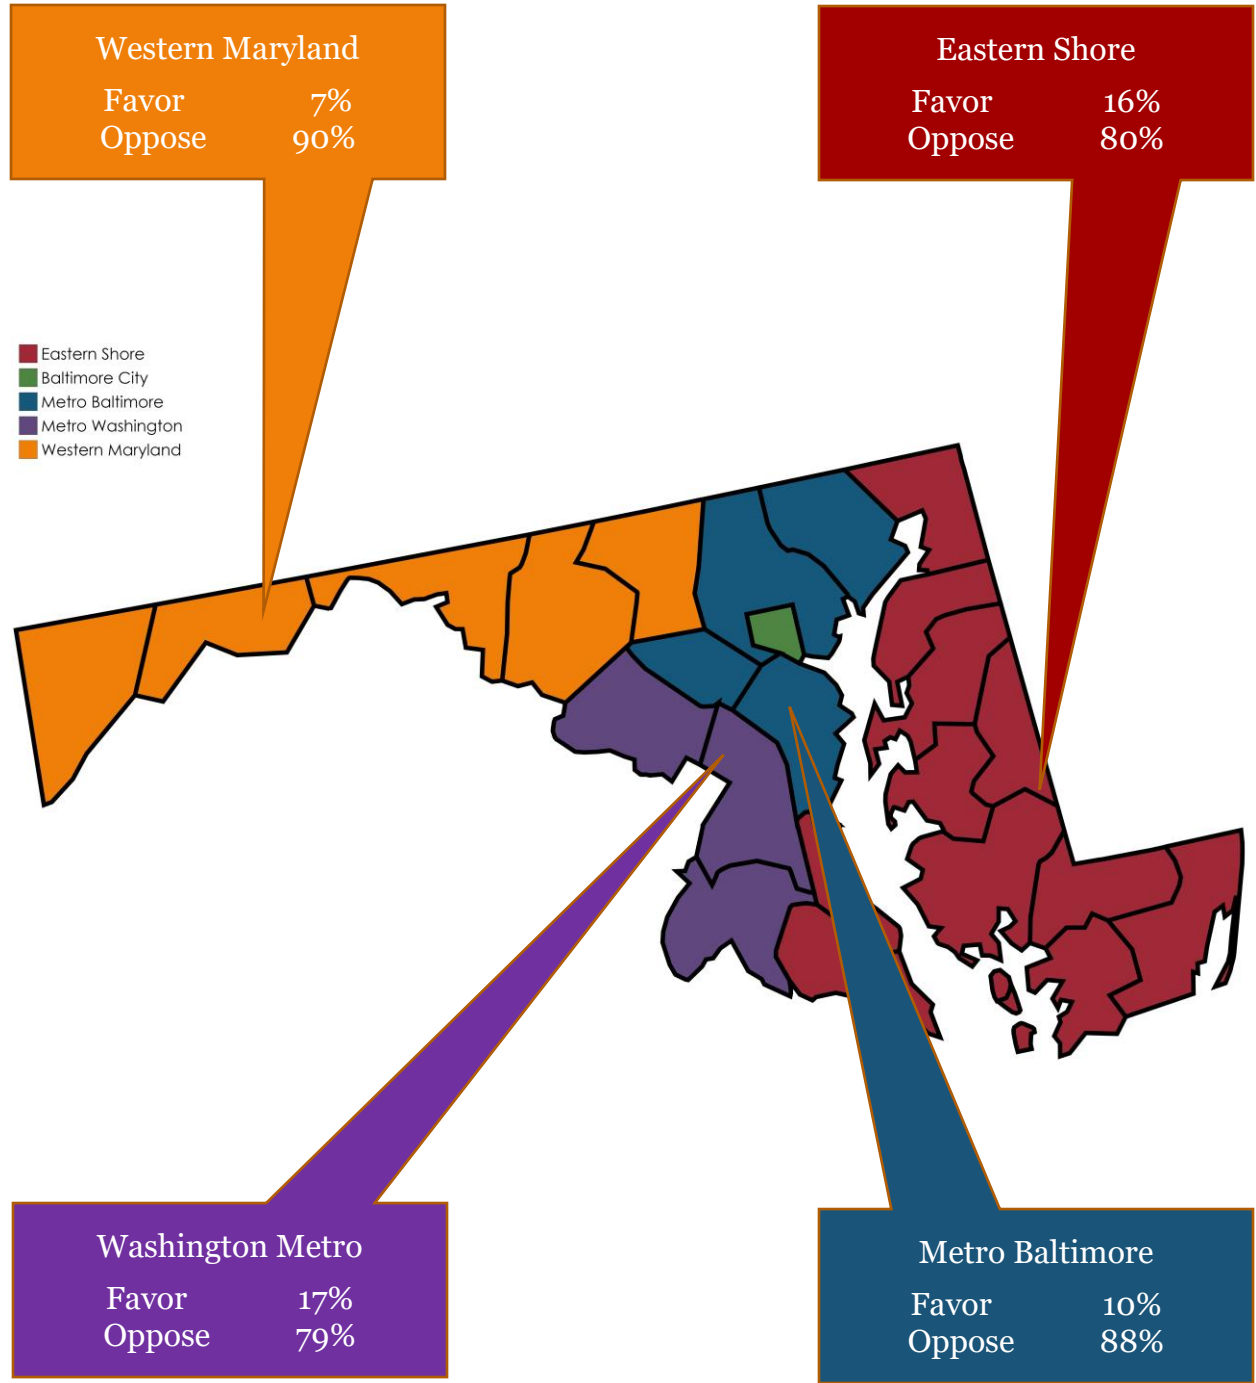 Western Maryland
Favor 7%
Oppose 90%
Eastern Shore
Favor 16%
Oppose 80%
Eastern Shore
Baltimore City
Metro Baltimore
Metro Washington
Western Maryland
Washington Metro
Favor 17%
Oppose 79%
Metro Baltimore
Favor 10%
Oppose 88%